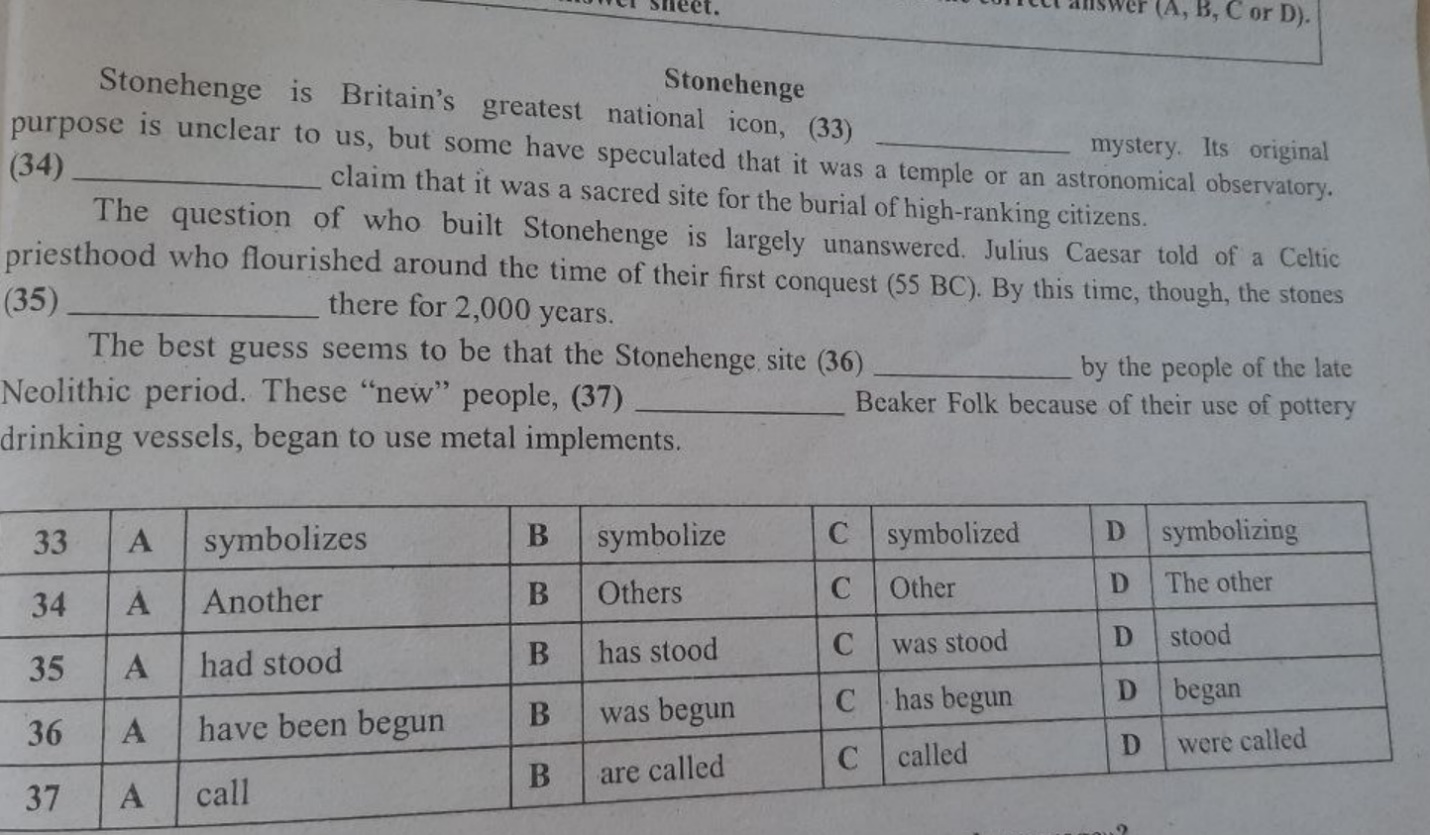 sheet.
answer (A, B, C or D).
Stonehenge
Stonehenge is Britain's greatest national icon, (33) ____________ mystery. Its original
purpose is unclear to us, but some have speculated that it was a temple or an astronomical observatory.
(34) ____________ claim that it was a sacred site for the burial of high-ranking citizens.
The question of who built Stonehenge is largely unanswered. Julius Caesar told of a Celtic
priesthood who flourished around the time of their first conquest (55 BC). By this time, though, the stones
(35) ____________ there for 2,000 years.
The best guess seems to be that the Stonehenge site (36) ____________ by the people of the late
Neolithic period. These “new” people, (37) ____________ Beaker Folk because of their use of pottery
drinking vessels, began to use metal implements.
33 A symbolizes B symbolize C symbolized D symbolizing
34 A Another B Others C Other D The other
35 A had stood B has stood C was stood D stood
36 A have been begun B was begun C has begun D began
37 A call B are called C called D were called